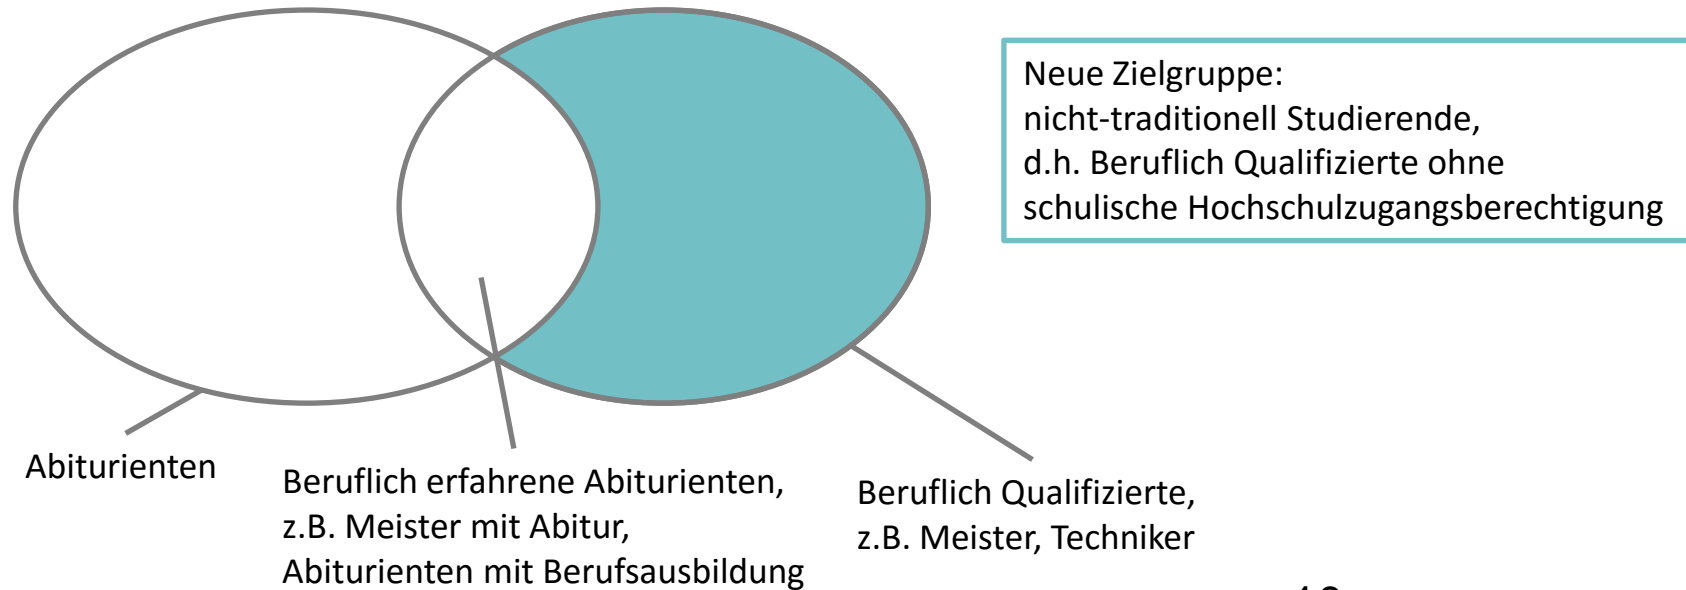 Neue Zielgruppe:
nicht-traditionell Studierende,
d.h. Beruflich Qualifizierte ohne
schulische Hochschulzugangsberechtigung
Abiturienten
Beruflich erfahrene Abiturienten,
z.B. Meister mit Abitur,
Abiturienten mit Berufsausbildung
Beruflich Qualifizierte,
z.B. Meister, Techniker